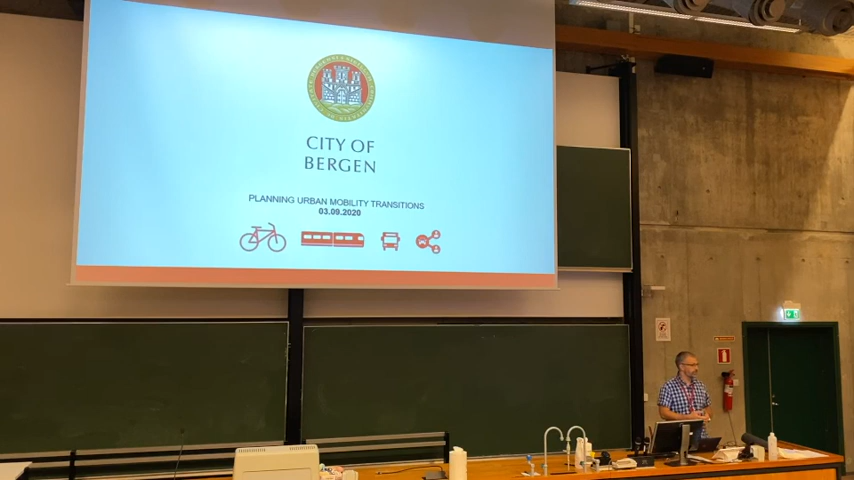 CITY OF
BERGEN
PLANNING URBAN MOBILITY TRANSITIONS
03.09.2020